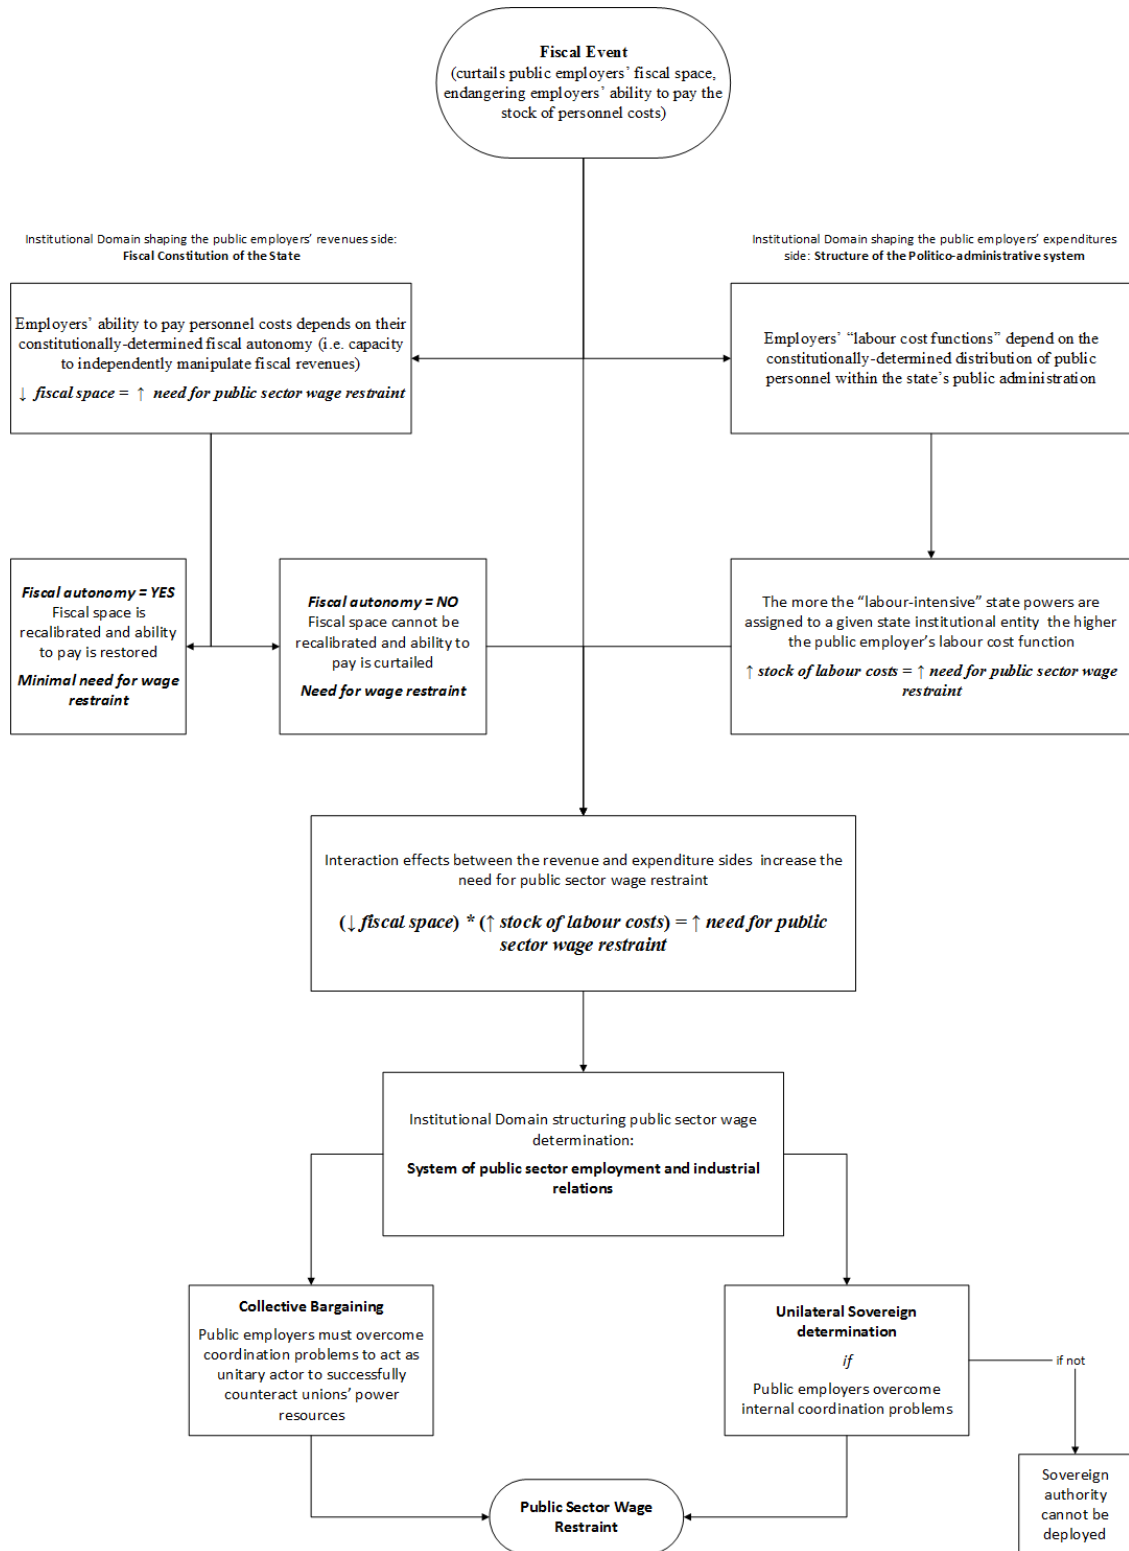 Fiscal Event
(curtails public employers' fiscal space,
endangering employers' ability to pay the
stock of personnel costs)
Institutional Domain shaping the public employers' revenues side:
Fiscal Constitution of the State
Institutional Domain shaping the public employers' expenditures
side: Structure of the Politico-administrative system
Employers' ability to pay personnel costs depends on their
constitutionally-determined fiscal autonomy (i.e. capacity
to independently manipulate fiscal revenues)
↓ fiscal space = ↑ need for public sector wage restraint
Employers' “labour cost functions” depend on the
constitutionally-determined distribution of public
personnel within the state's public administration
Fiscal autonomy = YES
Fiscal space is
recalibrated and ability
to pay is restored
Minimal need for wage
restraint
Fiscal autonomy = NO
Fiscal space cannot be
recalibrated and ability to
pay is curtailed
Need for wage restraint
The more the “labour-intensive” state powers are
assigned to a given state institutional entity the higher
the public employer's labour cost function
↑ stock of labour costs = ↑ need for public sector wage
restraint
Interaction effects between the revenue and expenditure sides increase the
need for public sector wage restraint
(↓ fiscal space) * (↑ stock of labour costs) = ↑ need for public
sector wage restraint
Institutional Domain structuring public sector wage
determination:
System of public sector employment and industrial
relations
Collective Bargaining
Public employers must overcome
coordination problems to act as
unitary actor to successfully
counteract unions' power
resources
Unilateral Sovereign
determination
if
Public employers overcome
internal coordination problems
if not
Sovereign
authority
cannot be
deployed
Public Sector Wage
Restraint